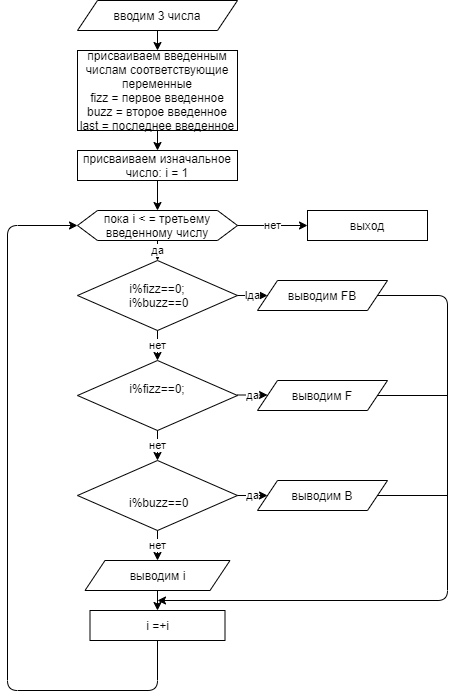 вводим 3 числа
присваиваем введенным
числам соответствующие
переменные
fizz = первое введенное
buzz = второе введенное
last = последнее введенное
присваиваем изначальное
число: i = 1
пока i < = третьему
введенному числу
нет
выход
да
i%fizz==0;
i%buzz==0
да
выводим FB
нет
i%fizz==0;
да
выводим F
нет
i%buzz==0
да
выводим B
нет
выводим i
i =+i